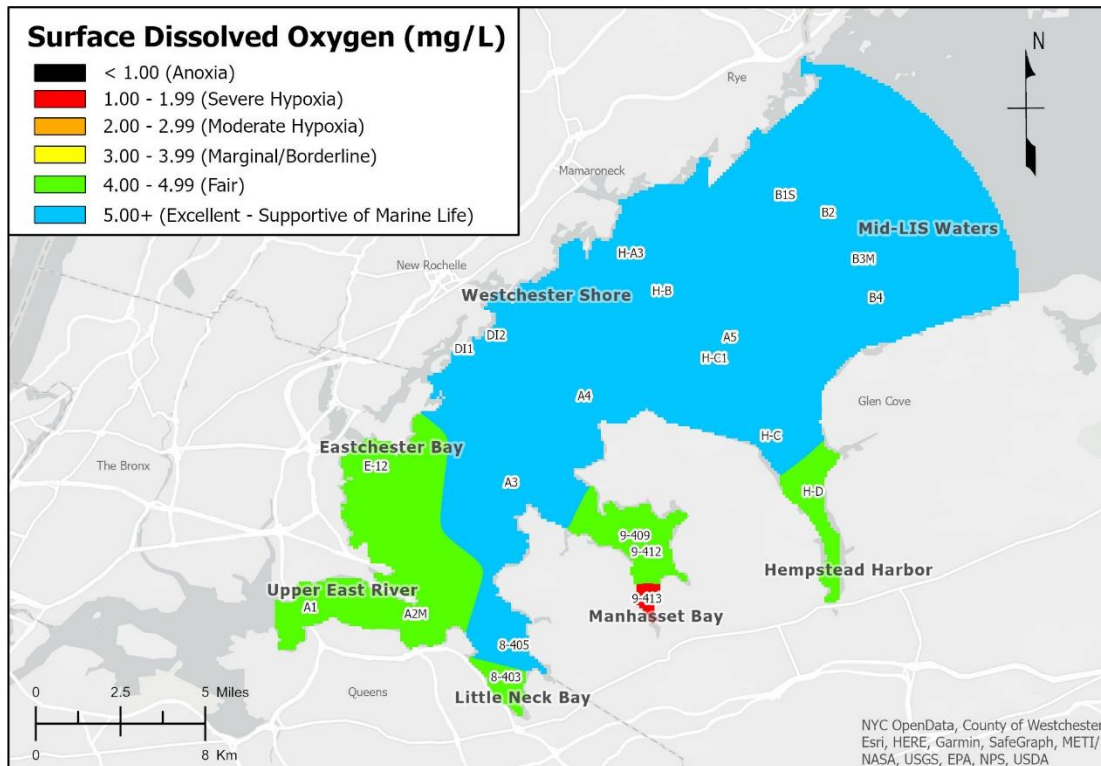 Surface Dissolved Oxygen (mg/L)
< 1.00 (Anoxia)
1.00 - 1.99 (Severe Hypoxia)
2.00 - 2.99 (Moderate Hypoxia)
3.00 - 3.99 (Marginal/Borderline)
4.00 - 4.99 (Fair)
5.00+ (Excellent - Supportive of Marine Life)
N
Rye
Mamaroneck
B1S
B2
Mid-LIS Waters
H-A3
B3M
New Rochelle
Westchester Shore
H-B
B4
DI2
DI1
A5
H-C1
A4
Glen Cove
H-C
Eastchester Bay
E-12
The Bronx
A3
H-D
9-409
9-412
Hempstead Harbor
Upper East River
A1
A2M
9-413
Manhasset Bay
8-405
8-403
Queens
Little Neck Bay
0 2.5 5 Miles
0 8 Km
NYC OpenData, County of Westchester,
Esri, HERE, Garmin, SafeGraph, METI/
NASA, USGS, EPA, NPS, USDA